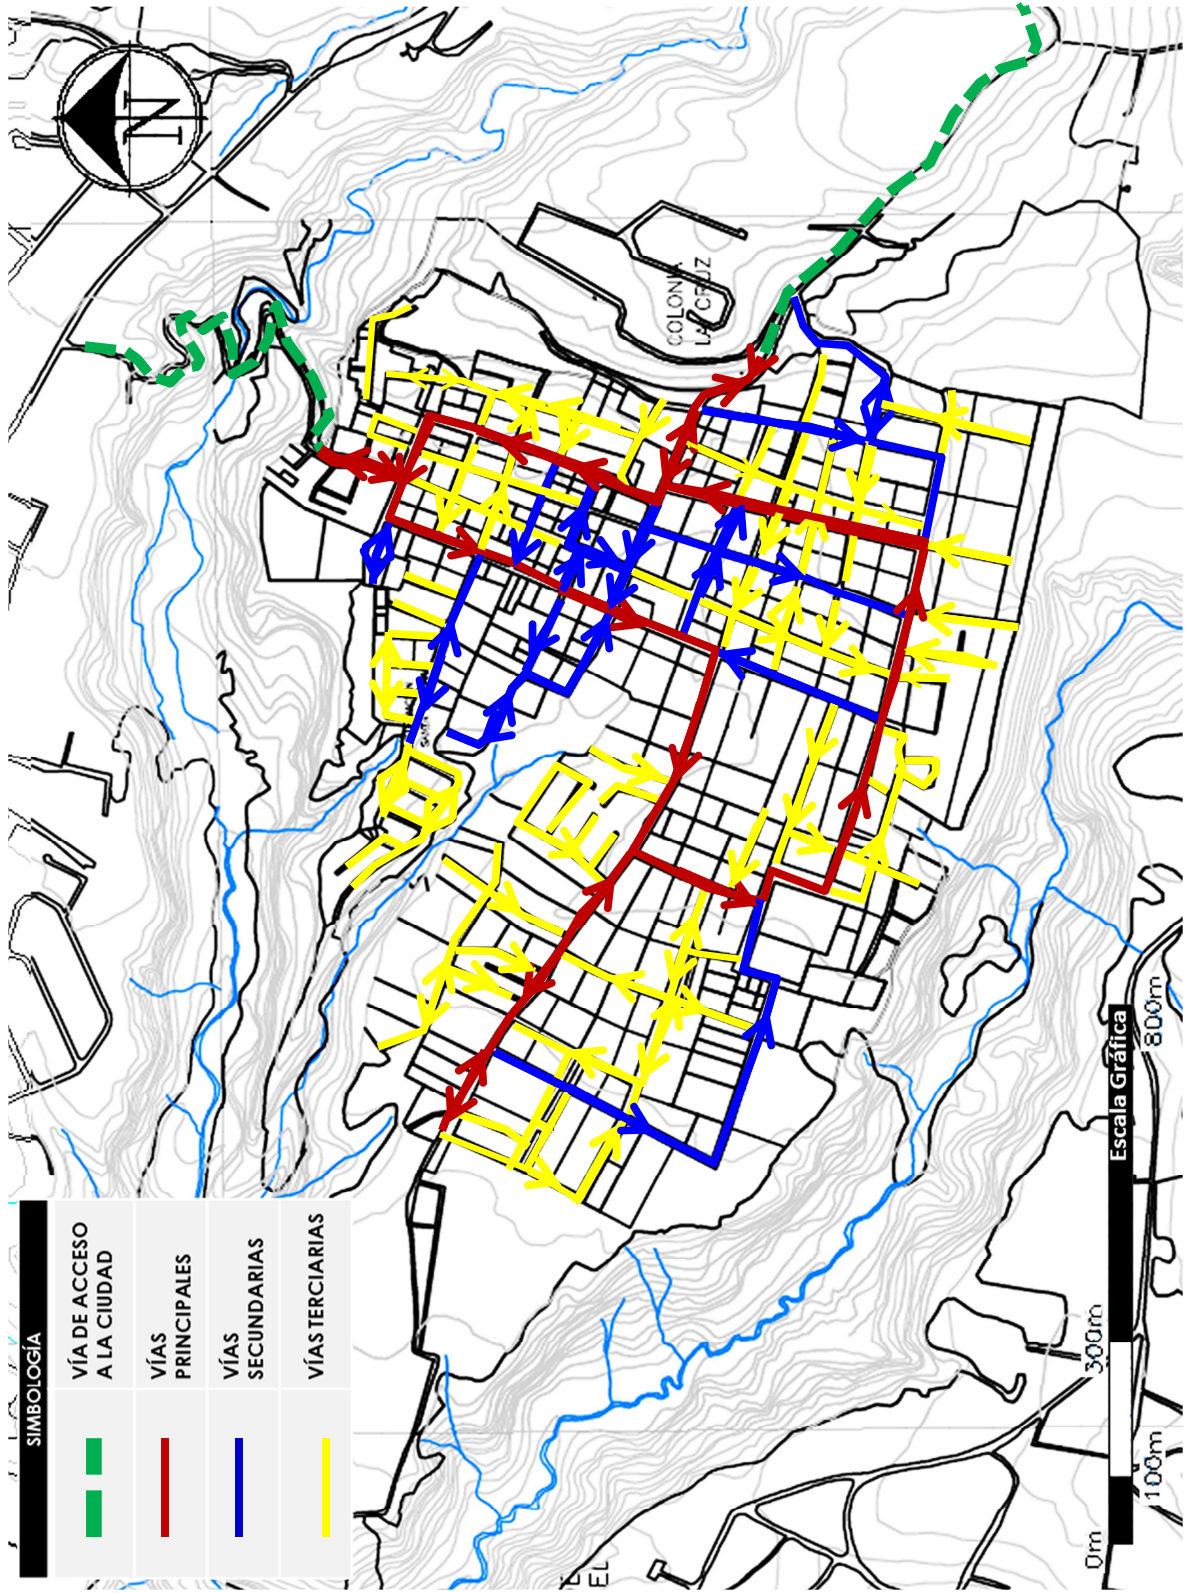 SIMBOLOGÍA
VÍA DE ACCESO
A LA CIUDAD
VÍAS
PRINCIPALES
VÍAS
SECUNDARIAS
VÍAS TERCIARIAS
N
COLONIA
LA CRUZ
EL
Escala Gráfica
0m
100m
300m
800m